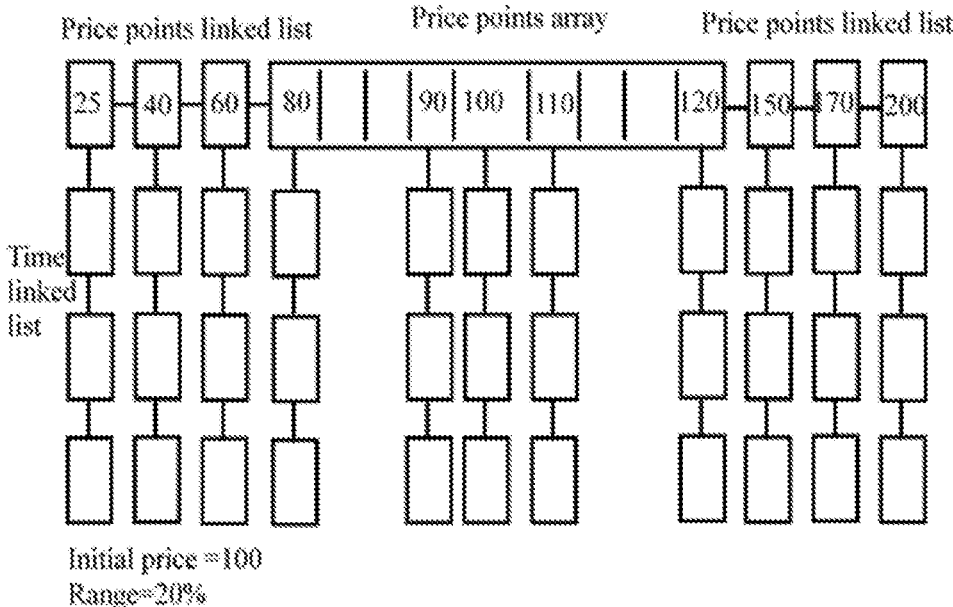 Price points linked list
Price points array
Price points linked list
25 40 60 80 90 100 110 120 150 170 200
Time
linked
list
Initial price =100
Range=20%